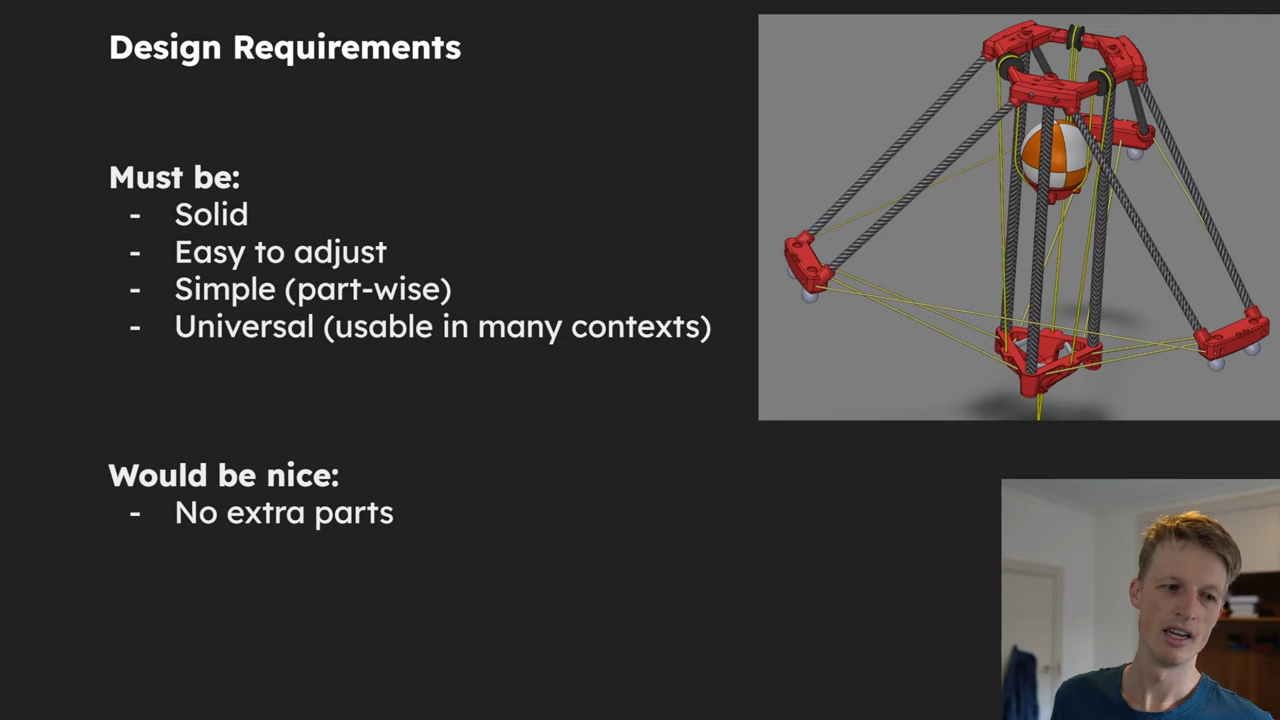 Design Requirements
Must be:
- Solid
- Easy to adjust
- Simple (part-wise)
- Universal (usable in many contexts)
Would be nice:
- No extra parts